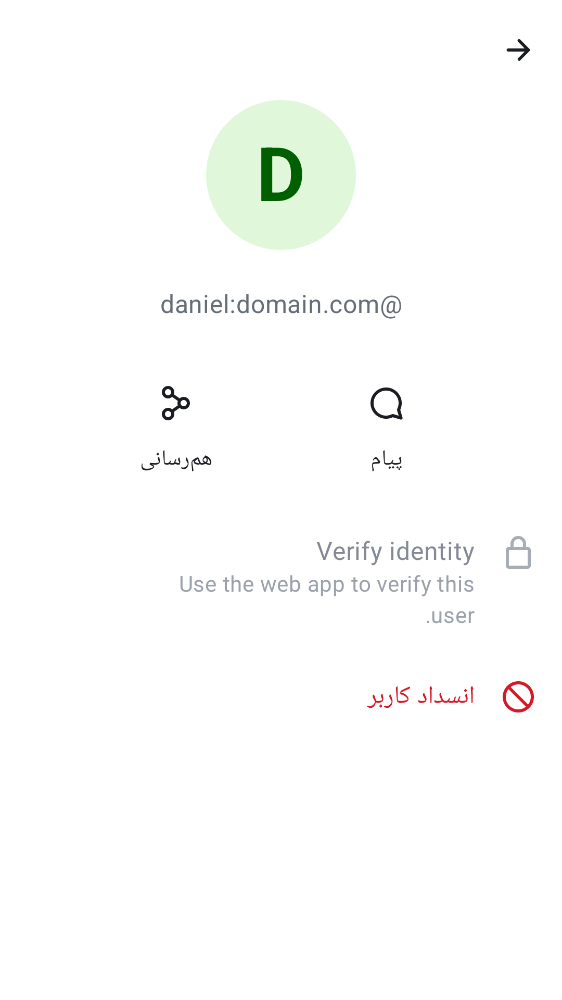 D
@daniel:domain.com
پیام
هم‌رسانی
Verify identity
Use the web app to verify this
user.
انسداد کاربر